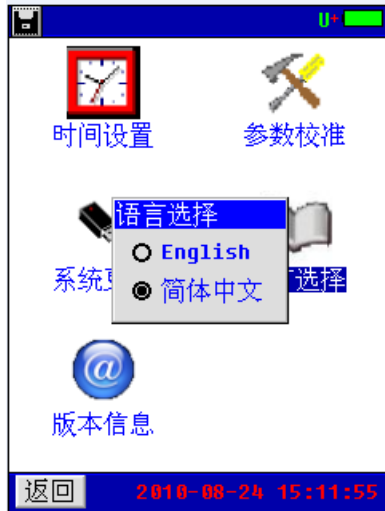 U+
时间设置
参数校准
语言选择
English
简体中文
系统
选择
版本信息
返回
2010-08-24 15:11:55